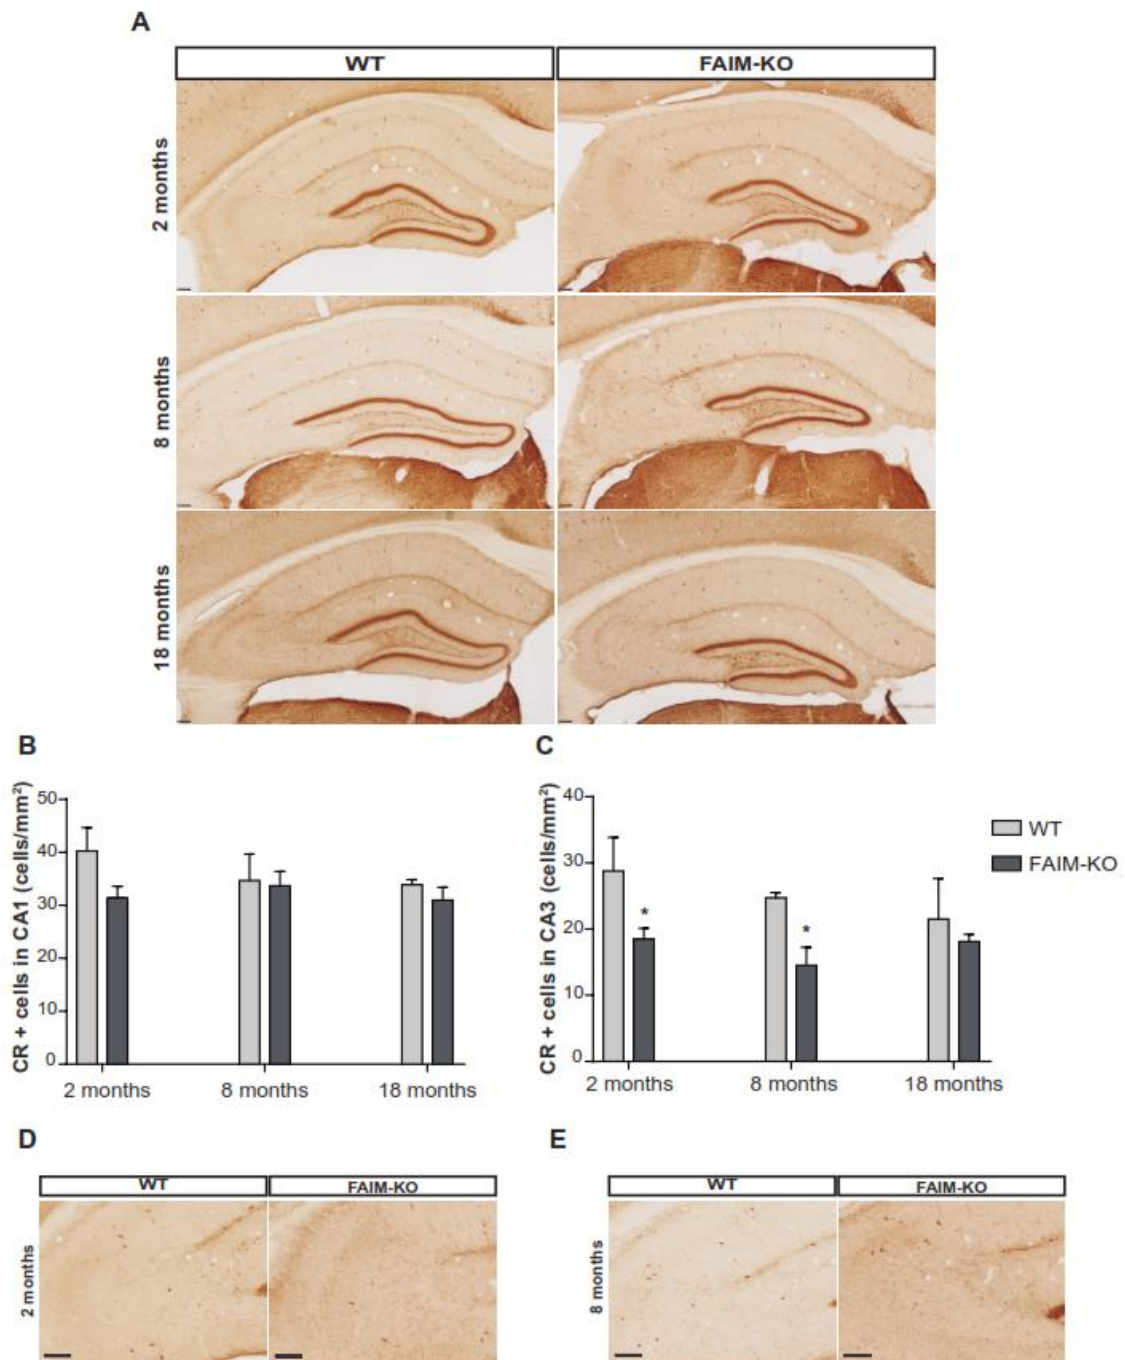 A
WT FAIM-KO
2 months
8 months
18 months
B
CR + cells in CA1 (cells/mm²)
50
40
30
20
10
0
2 months 8 months 18 months
C
CR + cells in CA3 (cells/mm²)
40
30
20
10
0
* *
2 months 8 months 18 months
WT
FAIM-KO
D
WT FAIM-KO
2 months
E
WT FAIM-KO
8 months